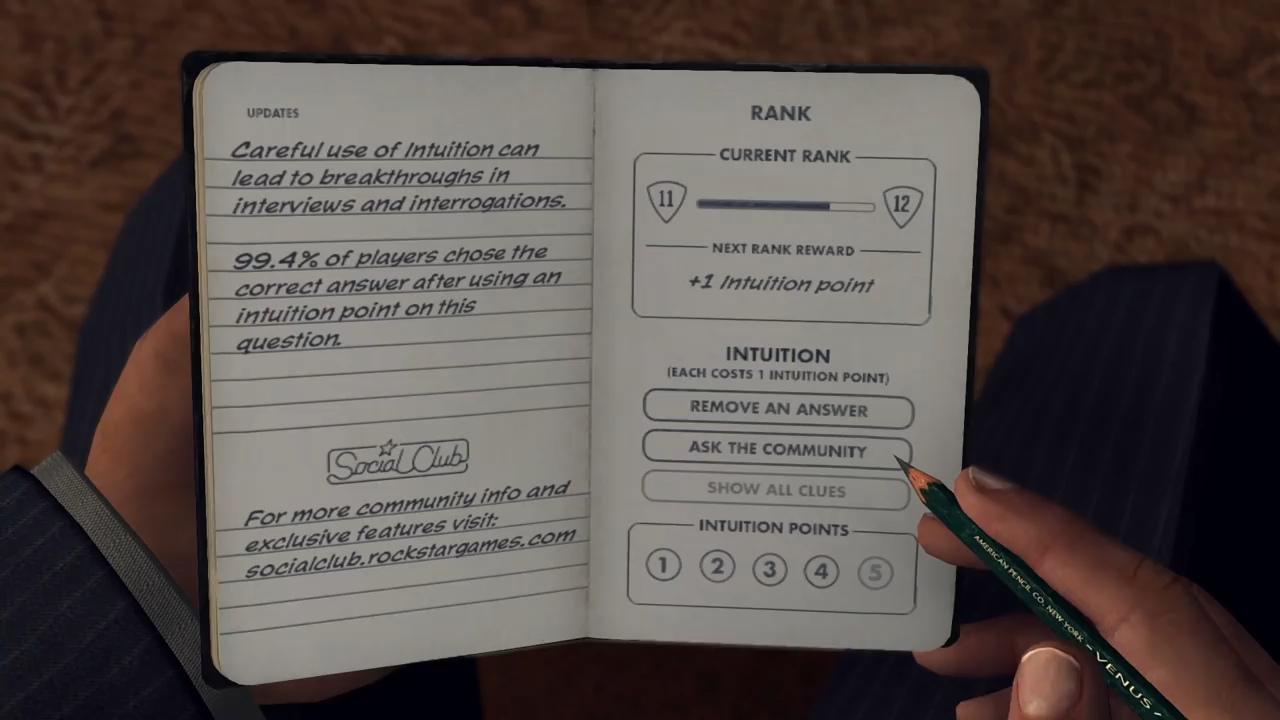 UPDATES
Careful use of Intuition can
lead to breakthroughs in
interviews and interrogations.
99.4% of players chose the
correct answer after using an
intuition point on this
question.
Social Club
For more community info and
exclusive features visit:
socialclub.rockstargames.com
RANK
CURRENT RANK
11 12
NEXT RANK REWARD
+1 Intuition point
INTUITION
(EACH COSTS 1 INTUITION POINT)
REMOVE AN ANSWER
ASK THE COMMUNITY
SHOW ALL CLUES
INTUITION POINTS
1 2 3 4 5
AMERICAN PENCIL CO. NEW YORK - VENUS